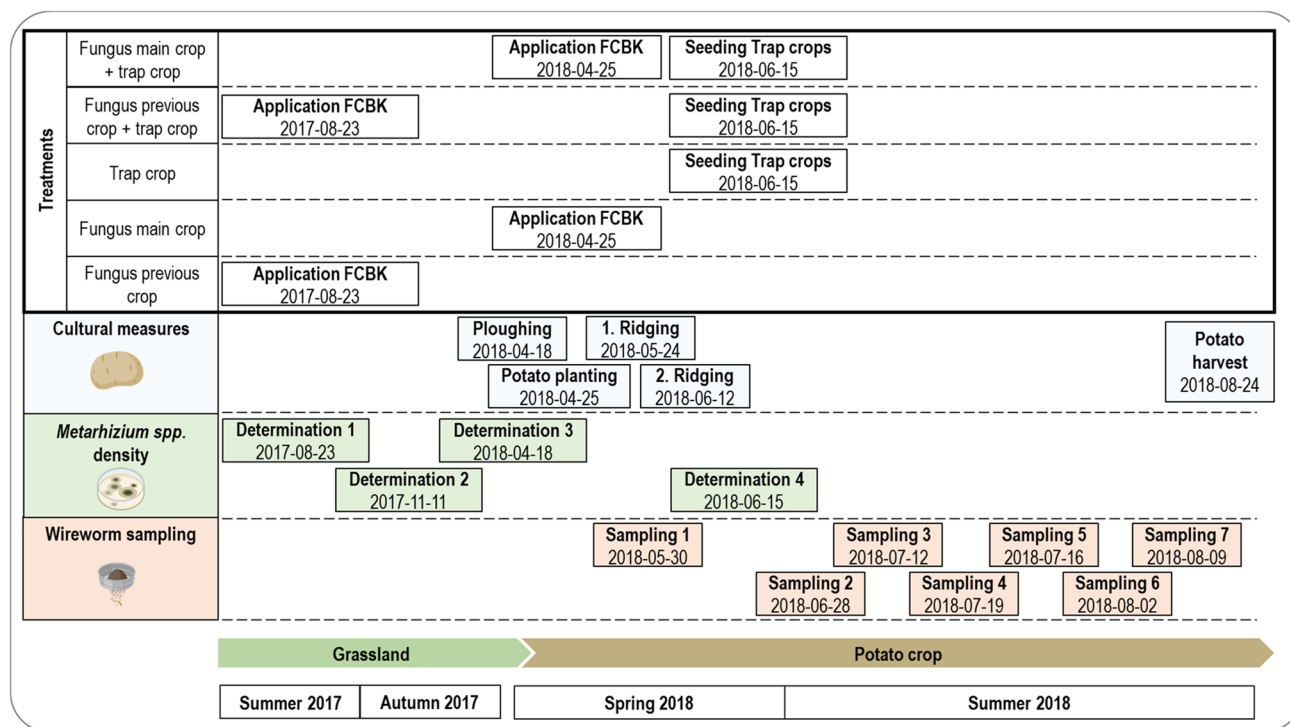 Treatments
Fungus main crop
+ trap crop
Application FCBK
2018-04-25
Seeding Trap crops
2018-06-15
Fungus previous
crop + trap crop
Application FCBK
2017-08-23
Seeding Trap crops
2018-06-15
Trap crop
Seeding Trap crops
2018-06-15
Fungus main crop
Application FCBK
2018-04-25
Fungus previous
crop
Application FCBK
2017-08-23
Cultural measures
Ploughing
2018-04-18
1. Ridging
2018-05-24
Potato planting
2018-04-25
2. Ridging
2018-06-12
Potato
harvest
2018-08-24
Metarhizium spp.
density
Determination 1
2017-08-23
Determination 3
2018-04-18
Determination 2
2017-11-11
Determination 4
2018-06-15
Wireworm sampling
Sampling 1
2018-05-30
Sampling 3
2018-07-12
Sampling 5
2018-07-16
Sampling 7
2018-08-09
Sampling 2
2018-06-28
Sampling 4
2018-07-19
Sampling 6
2018-08-02
Grassland
Potato crop
Summer 2017
Autumn 2017
Spring 2018
Summer 2018